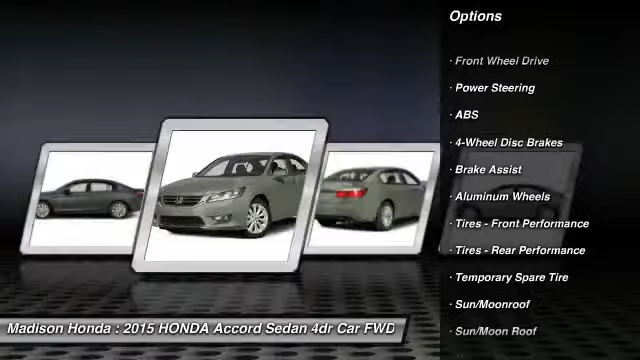 Options
· Front Wheel Drive
· Power Steering
· ABS
· 4-Wheel Disc Brakes
· Brake Assist
· Aluminum Wheels
· Tires - Front Performance
· Tires - Rear Performance
· Temporary Spare Tire
· Sun/Moonroof
· Sun/Moon Roof
Madison Honda : 2015 HONDA Accord Sedan 4dr Car FWD